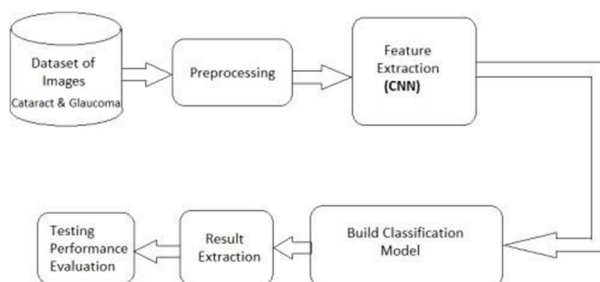 Dataset of
Images
Cataract & Glaucoma
Preprocessing
Feature
Extraction
(CNN)
Build Classification
Model
Result
Extraction
Testing
Performance
Evaluation